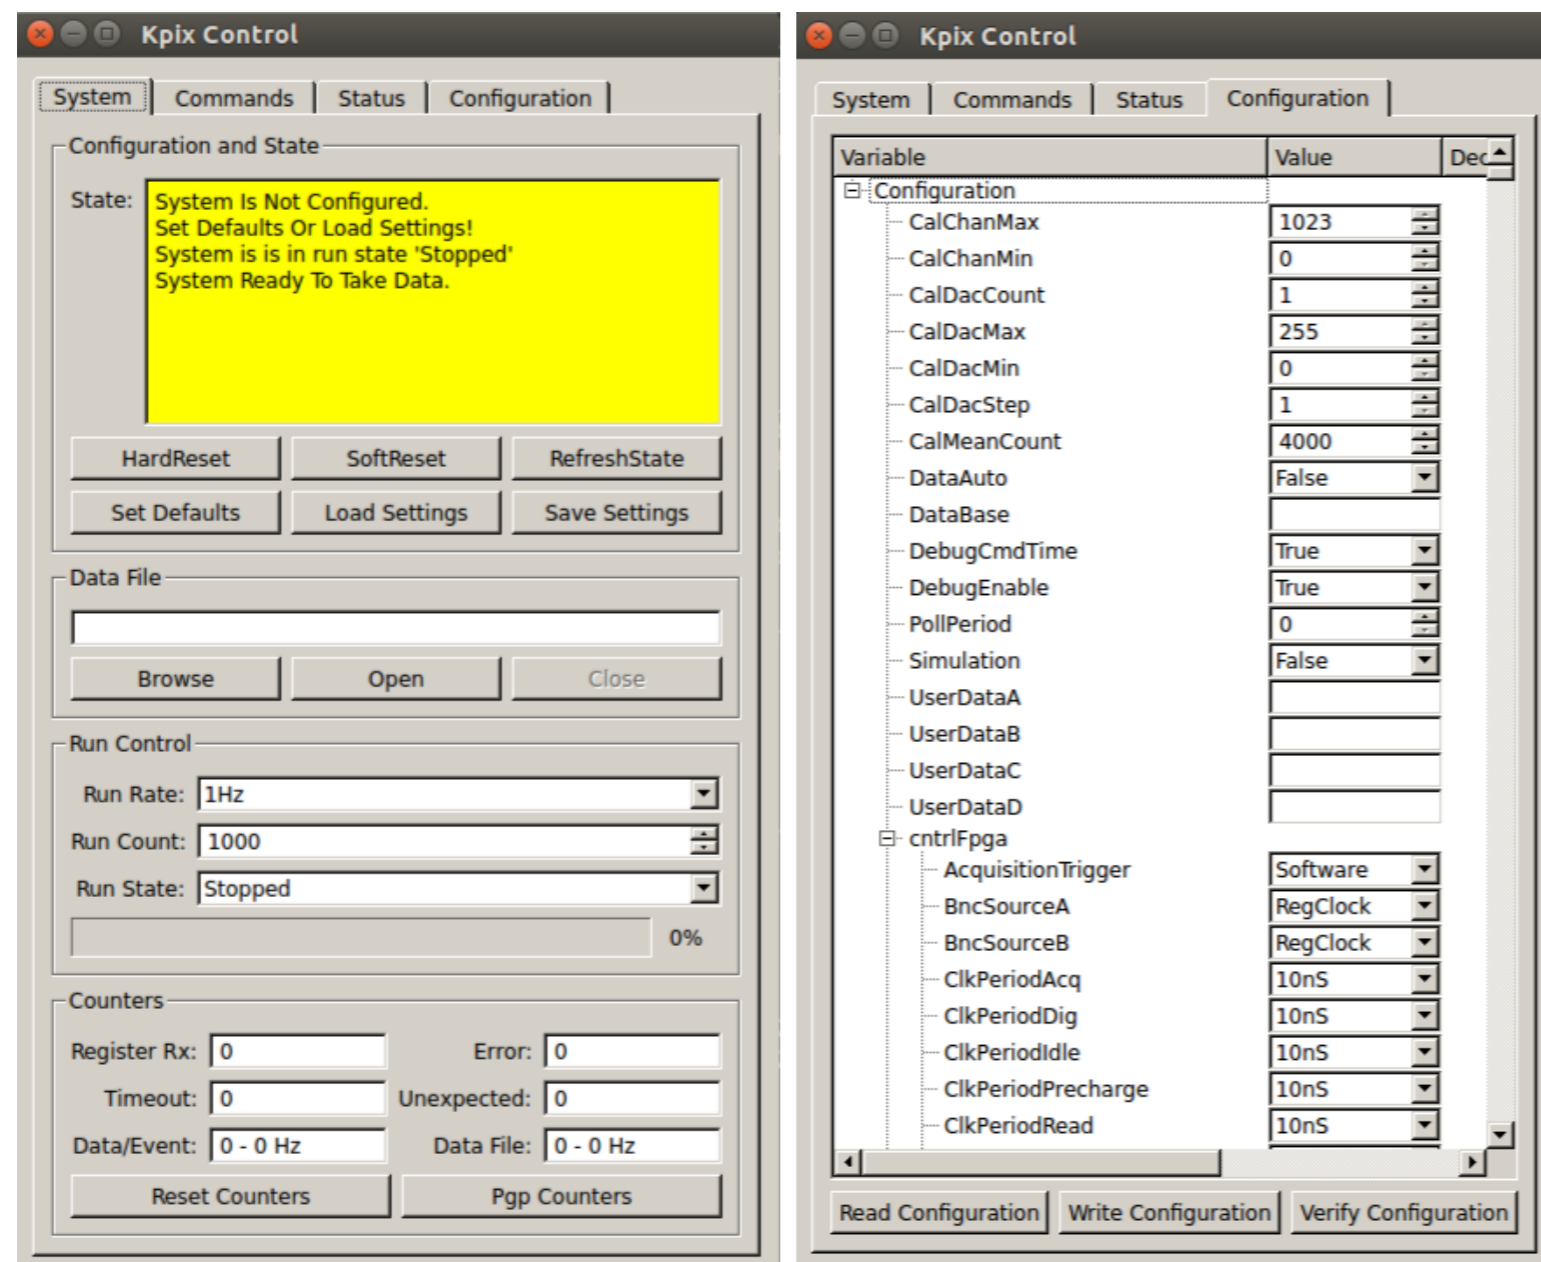 Kpix Control
System Commands Status Configuration
Configuration and State
State: System Is Not Configured.
Set Defaults Or Load Settings!
System is is in run state 'Stopped'
System Ready To Take Data.
HardReset SoftReset RefreshState
Set Defaults Load Settings Save Settings
Data File
Browse Open Close
Run Control
Run Rate: 1Hz
Run Count: 1000
Run State: Stopped
0%
Counters
Register Rx: 0 Error: 0
Timeout: 0 Unexpected: 0
Data/Event: 0 - 0 Hz Data File: 0 - 0 Hz
Reset Counters Pgp Counters
Kpix Control
System Commands Status Configuration
Variable Value Dec
Configuration
CalChanMax 1023
CalChanMin 0
CalDacCount 1
CalDacMax 255
CalDacMin 0
CalDacStep 1
CalMeanCount 4000
DataAuto False
DataBase
DebugCmdTime True
DebugEnable True
PollPeriod 0
Simulation False
UserDataA
UserDataB
UserDataC
UserDataD
cntrlFpga
AcquisitionTrigger Software
BncSourceA RegClock
BncSourceB RegClock
ClkPeriodAcq 10nS
ClkPeriodDig 10nS
ClkPeriodIdle 10nS
ClkPeriodPrecharge 10nS
ClkPeriodRead 10nS
Read Configuration Write Configuration Verify Configuration